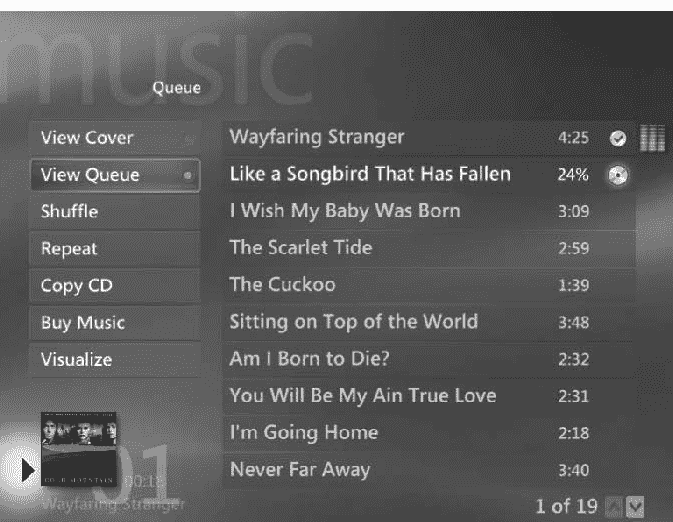 music
Queue
View Cover
View Queue
Shuffle
Repeat
Copy CD
Buy Music
Visualize
Wayfaring Stranger 4:25
Like a Songbird That Has Fallen 24%
I Wish My Baby Was Born 3:09
The Scarlet Tide 2:59
The Cuckoo 1:39
Sitting on Top of the World 3:48
Am I Born to Die? 2:32
You Will Be My Ain True Love 2:31
I'm Going Home 2:18
Never Far Away 3:40
COLD MOUNTAIN
01
Wayfaring Stranger
1 of 19